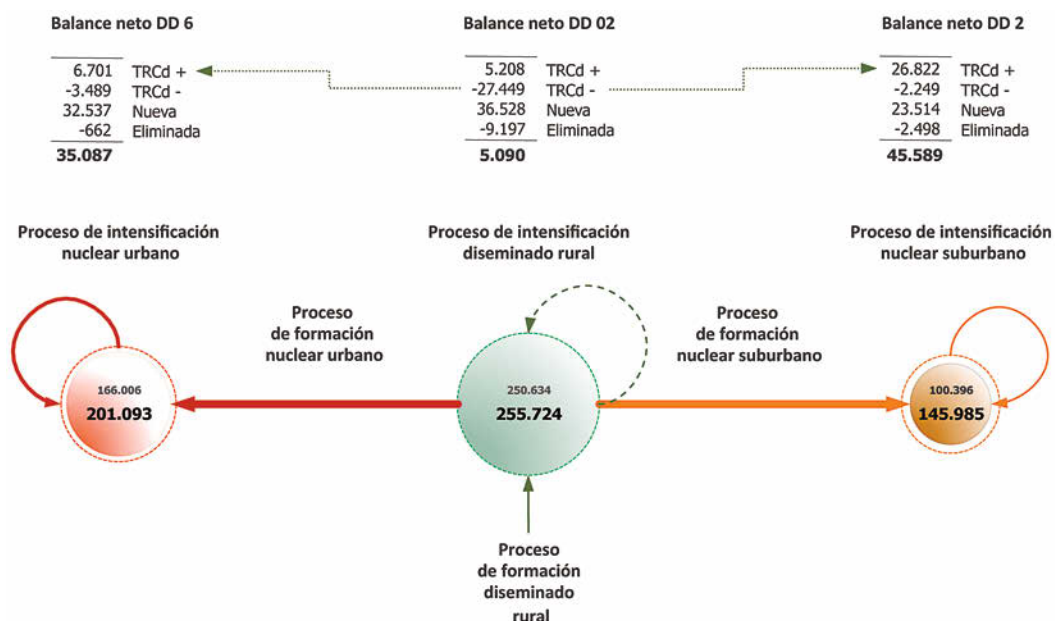 Balance neto DD 6
6.701 TRCd +
-3.489 TRCd -
32.537 Nueva
-662 Eliminada
35.087
Balance neto DD 02
5.208 TRCd +
-27.449 TRCd -
36.528 Nueva
-9.197 Eliminada
5.090
Balance neto DD 2
26.822 TRCd +
-2.249 TRCd -
23.514 Nueva
-2.498 Eliminada
45.589
Proceso de intensificación
nuclear urbano
Proceso de intensificación
diseminado rural
Proceso de intensificación
nuclear suburbano
Proceso
de formación
nuclear urbano
Proceso
de formación
nuclear suburbano
166.006
201.093
250.634
255.724
100.396
145.985
Proceso
de formación
diseminado
rural